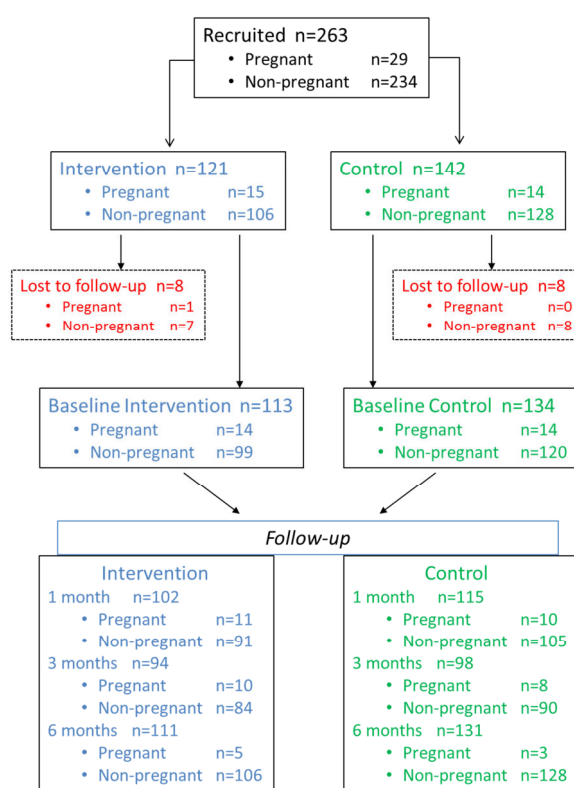 Recruited n=263
• Pregnant n=29
• Non-pregnant n=234
Intervention n=121
• Pregnant n=15
• Non-pregnant n=106
Control n=142
• Pregnant n=14
• Non-pregnant n=128
Lost to follow-up n=8
• Pregnant n=1
• Non-pregnant n=7
Lost to follow-up n=8
• Pregnant n=0
• Non-pregnant n=8
Baseline Intervention n=113
• Pregnant n=14
• Non-pregnant n=99
Baseline Control n=134
• Pregnant n=14
• Non-pregnant n=120
Follow-up
Intervention
1 month n=102
• Pregnant n=11
• Non-pregnant n=91
3 months n=94
• Pregnant n=10
• Non-pregnant n=84
6 months n=111
• Pregnant n=5
• Non-pregnant n=106
Control
1 month n=115
• Pregnant n=10
• Non-pregnant n=105
3 months n=98
• Pregnant n=8
• Non-pregnant n=90
6 months n=131
• Pregnant n=3
• Non-pregnant n=128